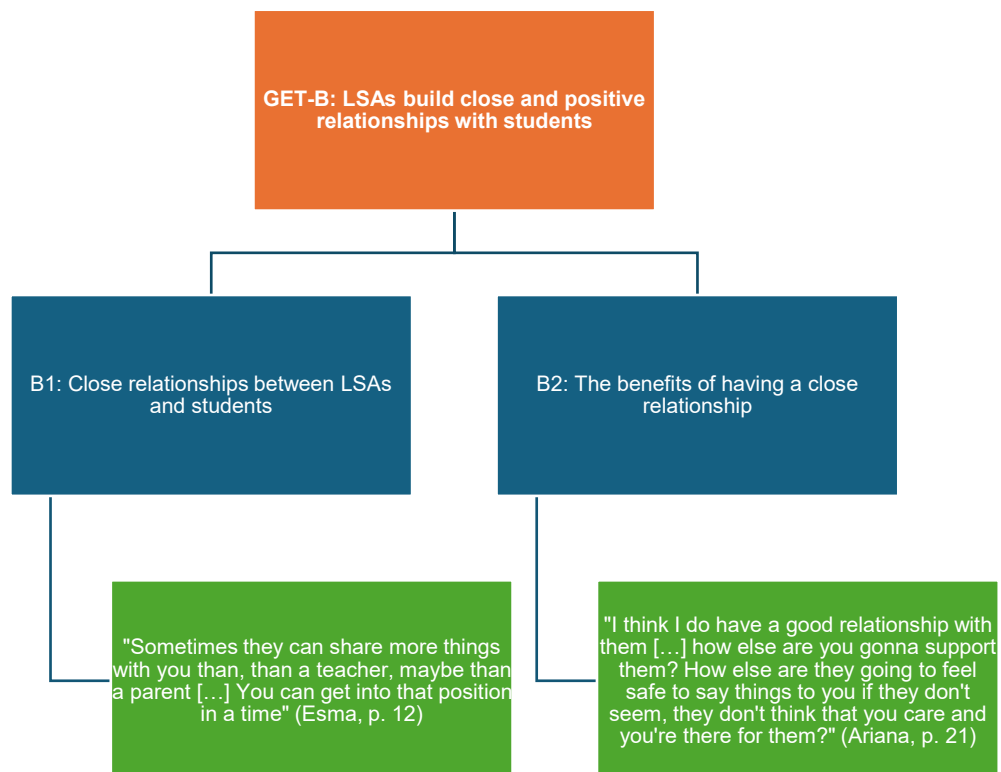 GET-B: LSAs build close and positive
relationships with students
B1: Close relationships between LSAs
and students
B2: The benefits of having a close
relationship
"Sometimes they can share more things
with you than, than a teacher, maybe than
a parent […] You can get into that position
in a time" (Esma, p. 12)
"I think I do have a good relationship with
them […] how else are you gonna support
them? How else are they going to feel
safe to say things to you if they don't
seem, they don't think that you care and
you're there for them?" (Ariana, p. 21)